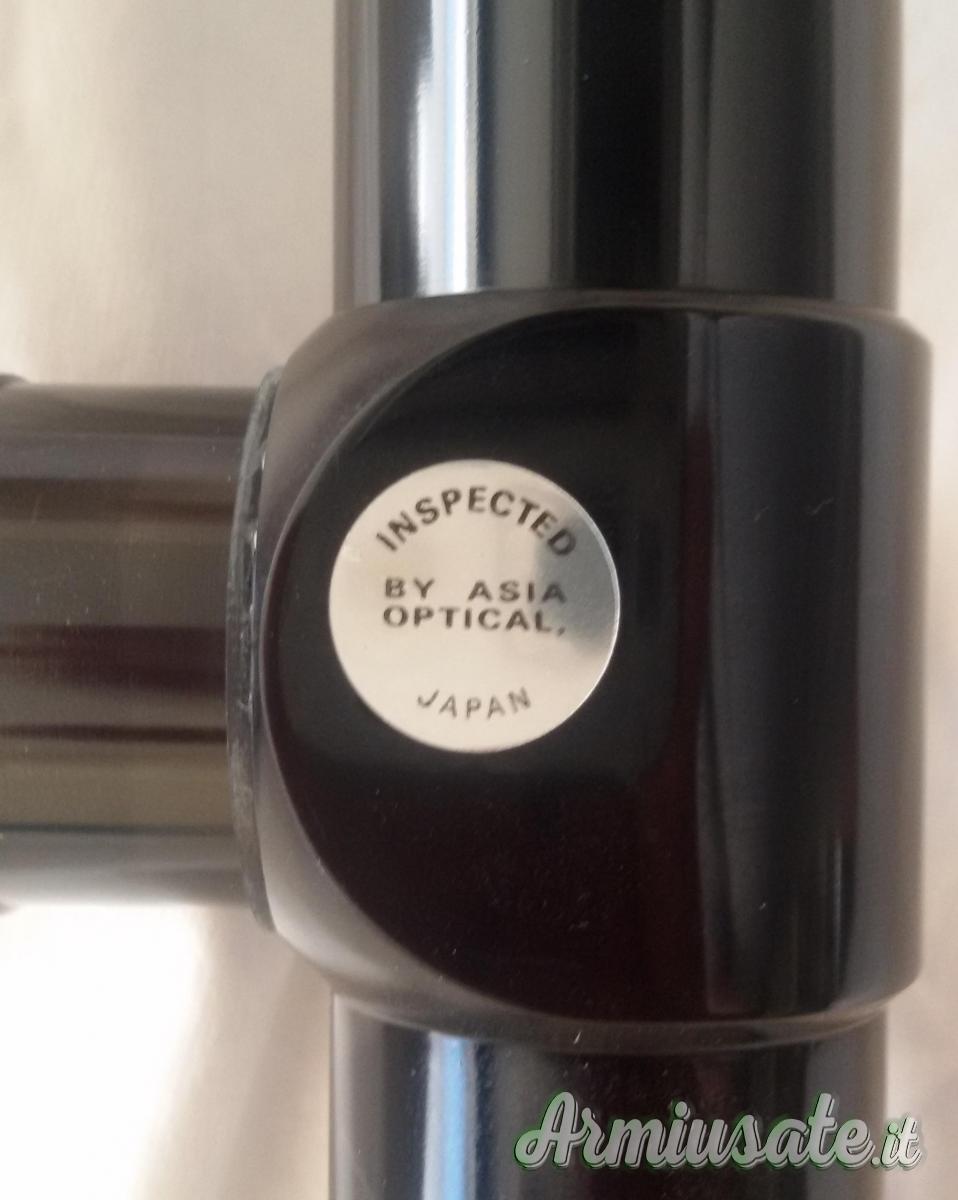 INSPECTED
BY ASIA
OPTICAL,
JAPAN
Armiusate.it